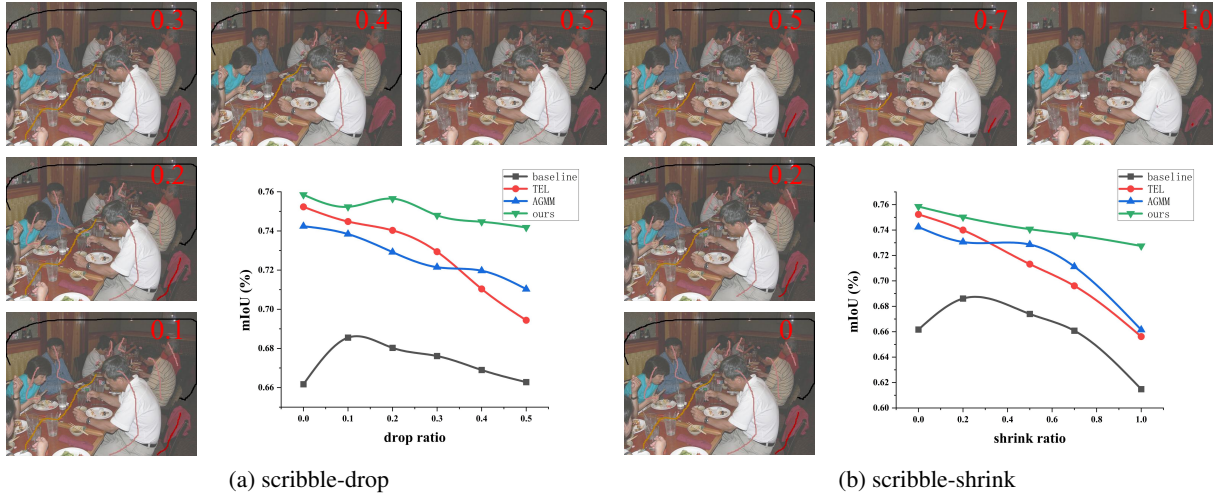 0.3
0.4
0.5
0.5
0.7
1.0
0.2
0.1
0.2
0
baseline
TEL
AGMM
ours
0.76
0.74
0.72
0.70
0.68
0.66
mIoU (%)
0.0 0.1 0.2 0.3 0.4 0.5
drop ratio
baseline
TEL
AGMM
ours
0.76
0.74
0.72
0.70
0.68
0.66
0.64
0.62
0.60
mIoU (%)
0.0 0.2 0.4 0.6 0.8 1.0
shrink ratio
(a) scribble-drop
(b) scribble-shrink